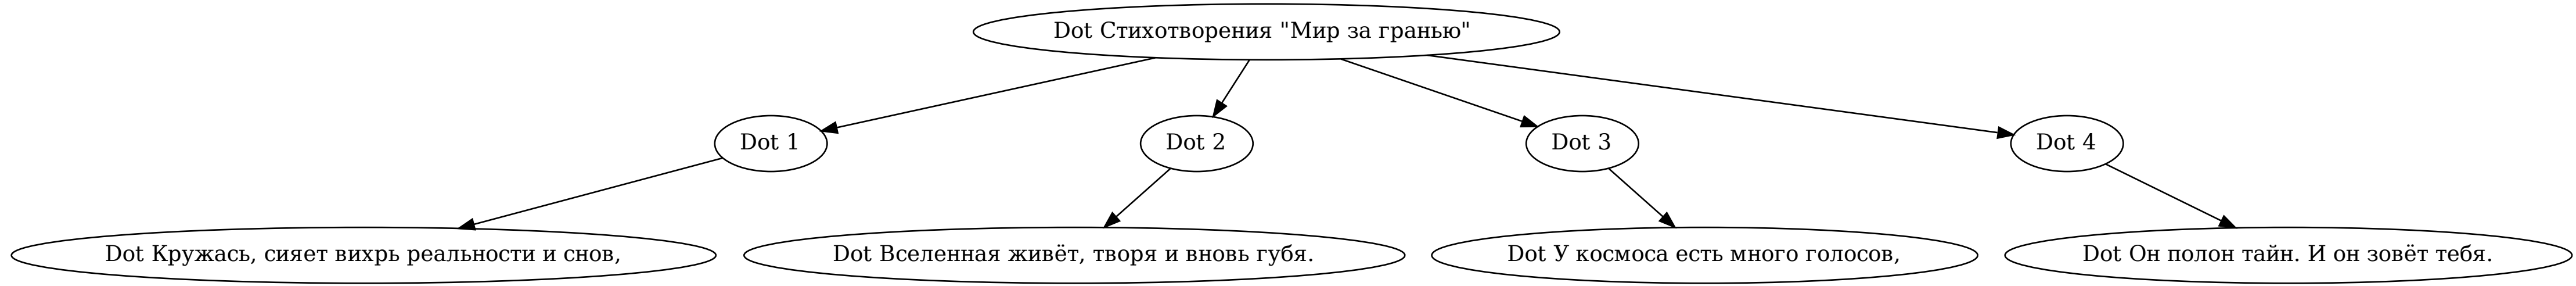 Dot Стихотворения "Мир за гранью"
Dot 1
Dot 2
Dot 3
Dot 4
Dot Кружась, сияет вихрь реальности и снов,
Dot Вселенная живёт, творя и вновь губя.
Dot У космоса есть много голосов,
Dot Он полон тайн. И он зовёт тебя.